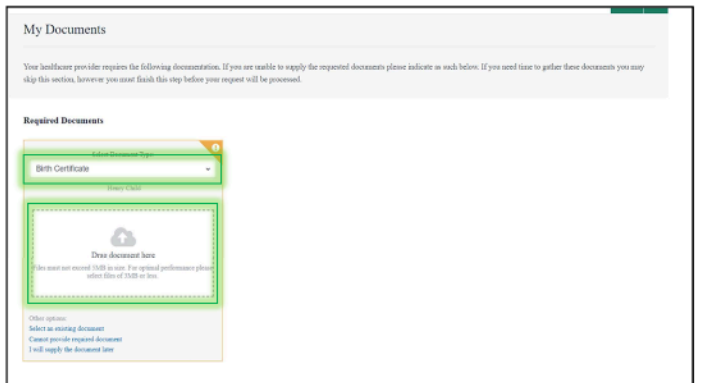 My Documents
Your healthcare provider requires the following documentation. If you are unable to supply the requested documents please indicate as such below. If you need time to gather these documents you may
skip this section, however you must finish this step before your request will be processed.
Required Documents
Select Document Type:
Birth Certificate
Henry Child
Drag document here
Files must not exceed 5MB in size. For optimal performance please
select files of 3MB or less.
Other options:
Select an existing document
Cannot provide required document
I will supply the document later